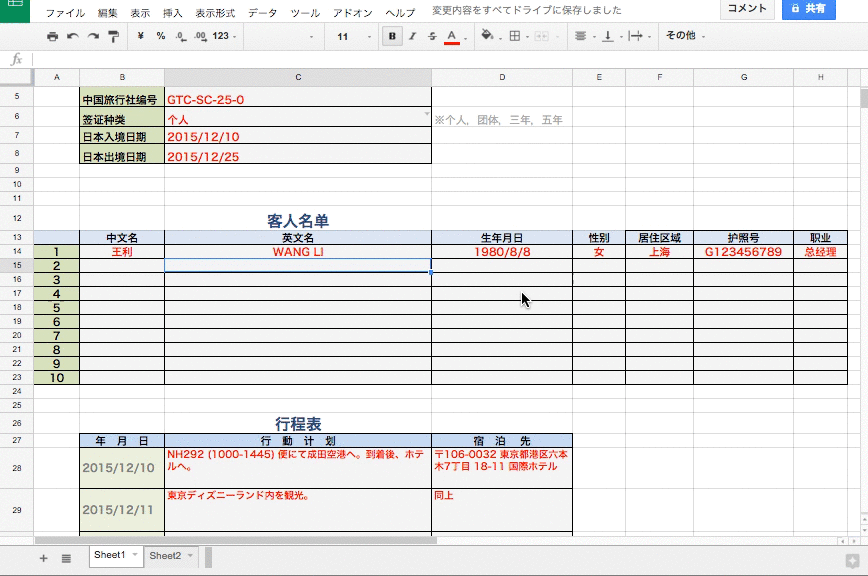 ファイル 編集 表示 挿入 表示形式 データ ツール アドオン ヘルプ 変更内容をすべてドライブに保存しました コメント 共有
¥ % .0 .00 123 11 B I S A その他
fx
A B C D E F G H
5 中国旅行社编号 GTC-SC-25-0
6 签证种类 个人 ※个人，团体，三年，五年
7 日本入境日期 2015/12/10
8 日本出境日期 2015/12/25
9
10
11
12 客人名单
13 中文名 英文名 生年月日 性別 居住区域 护照号 职业
14 1 王利 WANG LI 1980/8/8 女 上海 G123456789 总经理
15 2
16 3
17 4
18 5
19 6
20 7
21 8
22 9
23 10
24
25
26 行程表
27 年 月 日 行 動 计 划 宿 泊 先
28 2015/12/10 NH292 (1000-1445) 便にて成田空港へ。到着後、ホテ 〒106-0032 東京都港区六本
ルへ。 木7丁目 18-11 国際ホテル
29 2015/12/11 東京ディズニーランド内を観光。 同上
Sheet1 Sheet2